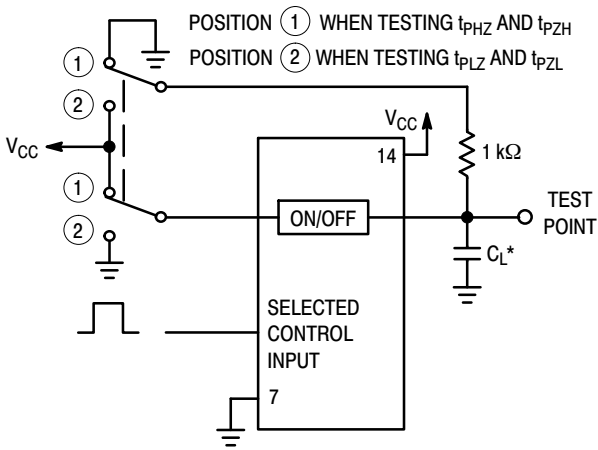 POSITION 1 WHEN TESTING tPHZ AND tPZH
POSITION 2 WHEN TESTING tPLZ AND tPZL
1
2
VCC
1
2
VCC
14
1 kΩ
TEST
POINT
ON/OFF
CL*
SELECTED
CONTROL
INPUT
7